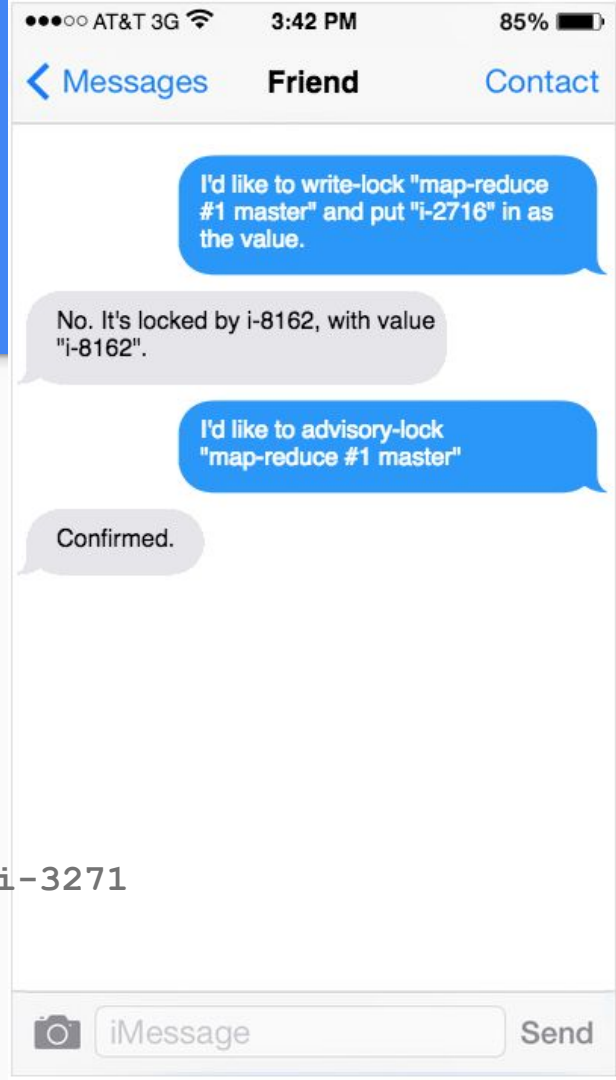 AT&T 3G 3:42 PM 85%
Messages Friend Contact
I'd like to write-lock "map-reduce
#1 master" and put "i-2716" in as
the value.
No. It's locked by i-8162, with value
"i-8162".
I'd like to advisory-lock
"map-reduce #1 master"
Confirmed.
i-3271
iMessage Send